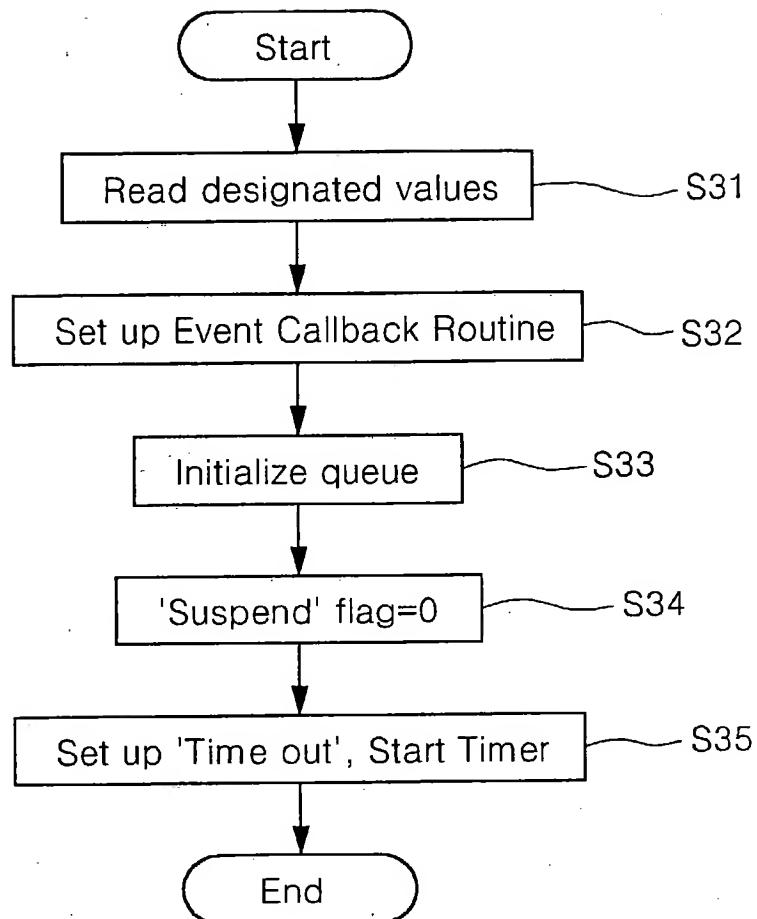 Start
Read designated values
S31
Set up Event Callback Routine
S32
Initialize queue
S33
'Suspend' flag=0
S34
Set up 'Time out', Start Timer
S35
End